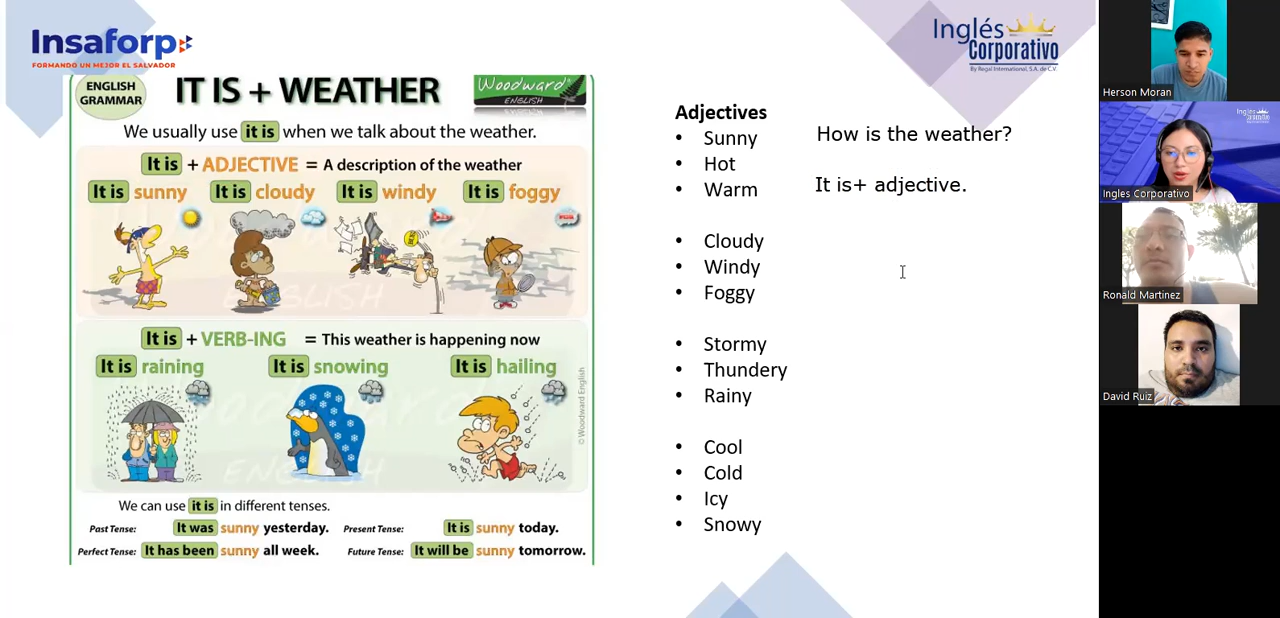 Insaforp
FORMANDO UN MEJOR EL SALVADOR
Inglés
Corporativo
By Regal International, S.A. de C.V.
ENGLISH
GRAMMAR
IT IS + WEATHER
Woodward
ENGLISH
We usually use it is when we talk about the weather.
It is + ADJECTIVE = A description of the weather
It is sunny It is cloudy It is windy It is foggy
It is + VERB-ING = This weather is happening now
It is raining It is snowing It is hailing
© Woodward English
We can use it is in different tenses.
Past Tense: It was sunny yesterday. Present Tense: It is sunny today.
Perfect Tense: It has been sunny all week. Future Tense: It will be sunny tomorrow.
Adjectives
• Sunny
• Hot
• Warm
• Cloudy
• Windy
• Foggy
• Stormy
• Thundery
• Rainy
• Cool
• Cold
• Icy
• Snowy
How is the weather?
It is+ adjective.
Herson Moran
Ingles Corporativo
Ronald Martinez
David Ruiz